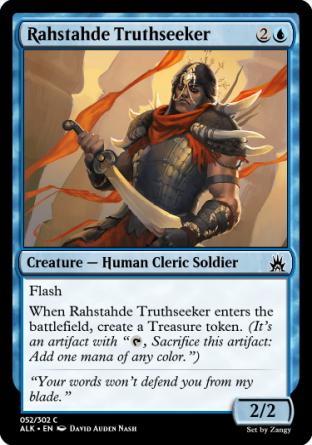 Rahstahde Truthseeker 2
Creature — Human Cleric Soldier
Flash
When Rahstahde Truthseeker enters the
battlefield, create a Treasure token. (It's
an artifact with “, Sacrifice this artifact:
Add one mana of any color.”)
“Your words won't defend you from my
blade.”
2/2
052/302 C
ALK • EN DAVID AUDEN NASH
Set by Zangy